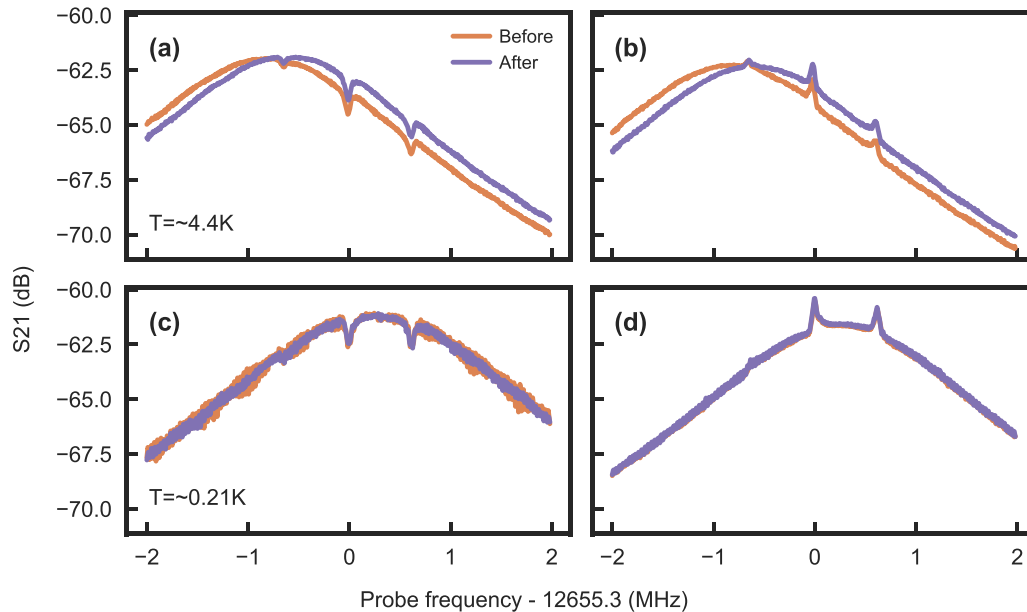 −60.0
−62.5
−65.0
−67.5
−70.0
(a)
Before
After
T=~4.4K
(b)
S21 (dB)
−60.0
−62.5
−65.0
−67.5
−70.0
(c)
T=~0.21K
(d)
−2 −1 0 1 2
−2 −1 0 1 2
Probe frequency - 12655.3 (MHz)